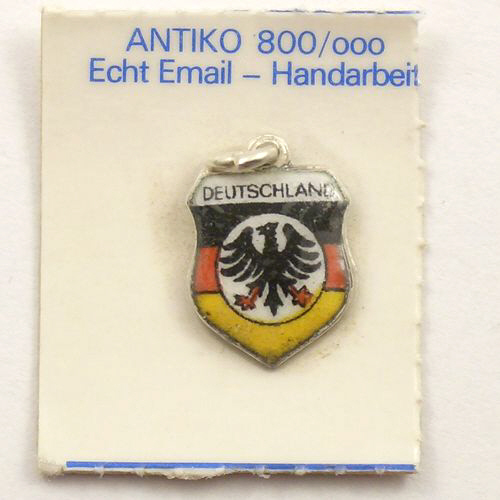 ANTIKO 800/ooo
Echt Email – Handarbeit
DEUTSCHLAND